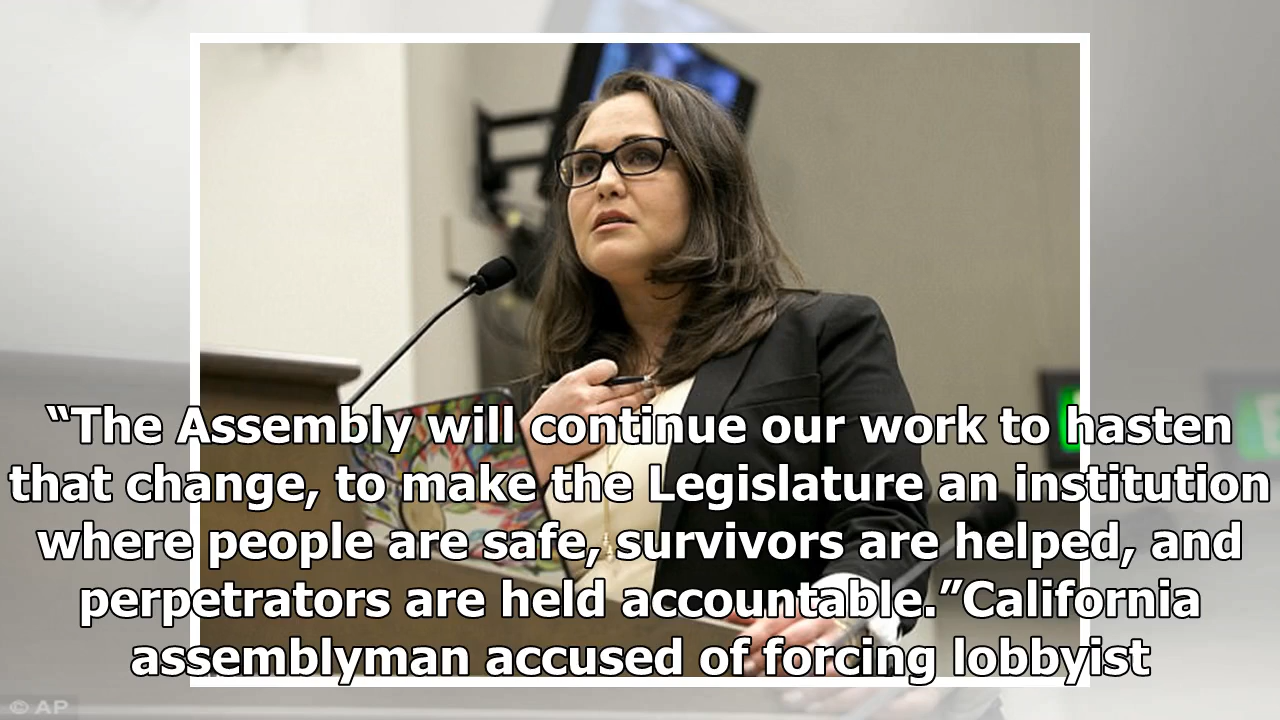 “The Assembly will continue our work to hasten
that change, to make the Legislature an institution
where people are safe, survivors are helped, and
perpetrators are held accountable.”California
assemblyman accused of forcing lobbyist
© AP